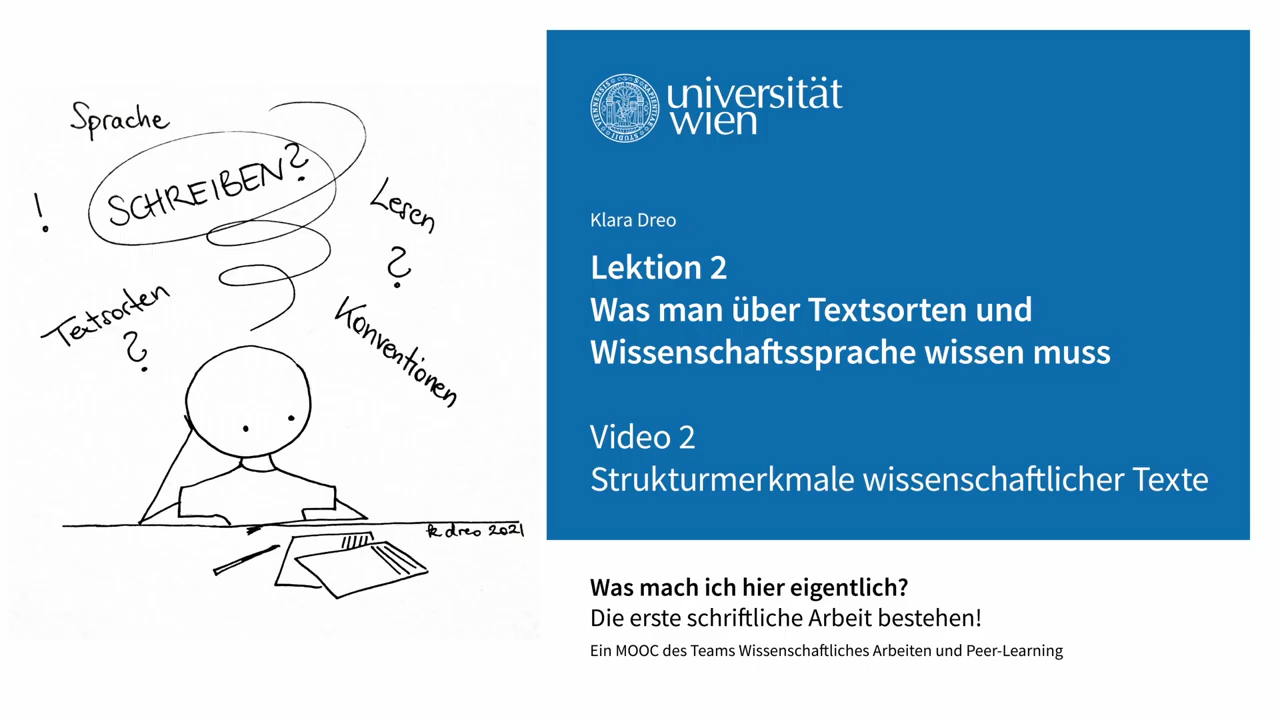 Sprache
SCHREIBEN?
!
Lesen
?
Textsorten
?
Konventionen
k dreo 2021
universität
wien
Klara Dreo
Lektion 2
Was man über Textsorten und
Wissenschaftssprache wissen muss
Video 2
Strukturmerkmale wissenschaftlicher Texte
Was mach ich hier eigentlich?
Die erste schriftliche Arbeit bestehen!
Ein MOOC des Teams Wissenschaftliches Arbeiten und Peer-Learning